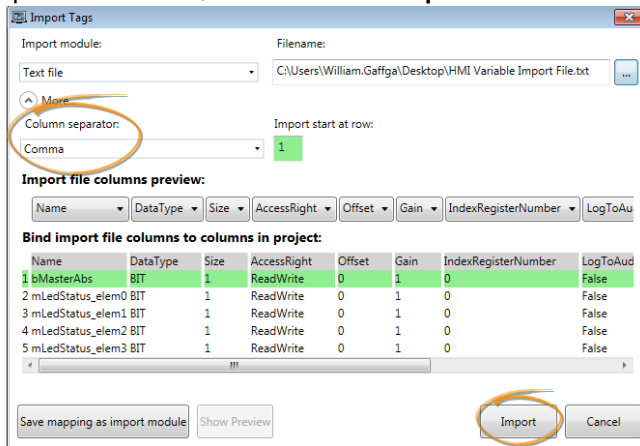 Import Tags
Import module: Filename:
Text file C:\Users\William.Gaffga\Desktop\HMI Variable Import File.txt ...
More...
Column separator: Import start at row:
Comma 1
Import file columns preview:
Name DataType Size AccessRight Offset Gain IndexRegisterNumber LogToAu
Bind import file columns to columns in project:
Name DataType Size AccessRight Offset Gain IndexRegisterNumber LogToAud
1 bMasterAbs BIT 1 ReadWrite 0 1 0 False
2 mLedStatus_elem0 BIT 1 ReadWrite 0 1 0 False
3 mLedStatus_elem1 BIT 1 ReadWrite 0 1 0 False
4 mLedStatus_elem2 BIT 1 ReadWrite 0 1 0 False
5 mLedStatus_elem3 BIT 1 ReadWrite 0 1 0 False
Save mapping as import module Show Preview Import Cancel